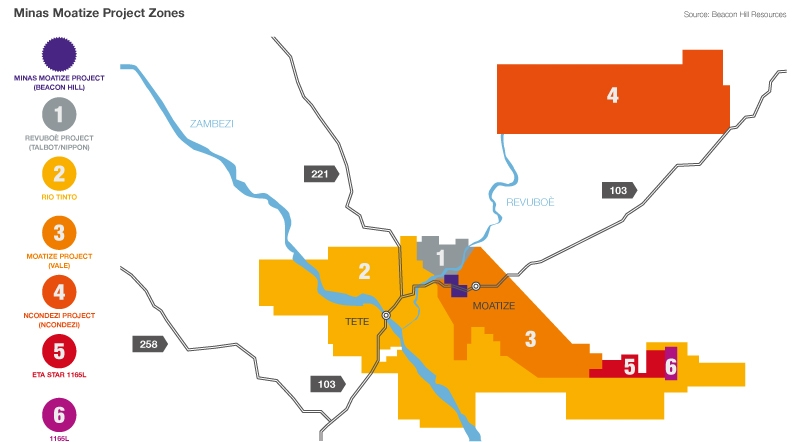 Minas Moatize Project Zones
Source: Beacon Hill Resources
MINAS MOATIZE PROJECT
(BEACON HILL)
1
REVUBOÈ PROJECT
(TALBOT/NIPPON)
2
RIO TINTO
3
MOATIZE PROJECT
(VALE)
4
NCONDEZI PROJECT
(NCONDEZI)
5
ETA STAR 1165L
6
1165L
ZAMBEZI
4
221
103
REVUBOÈ
1
2
MOATIZE
TETE
3
258
5
6
103